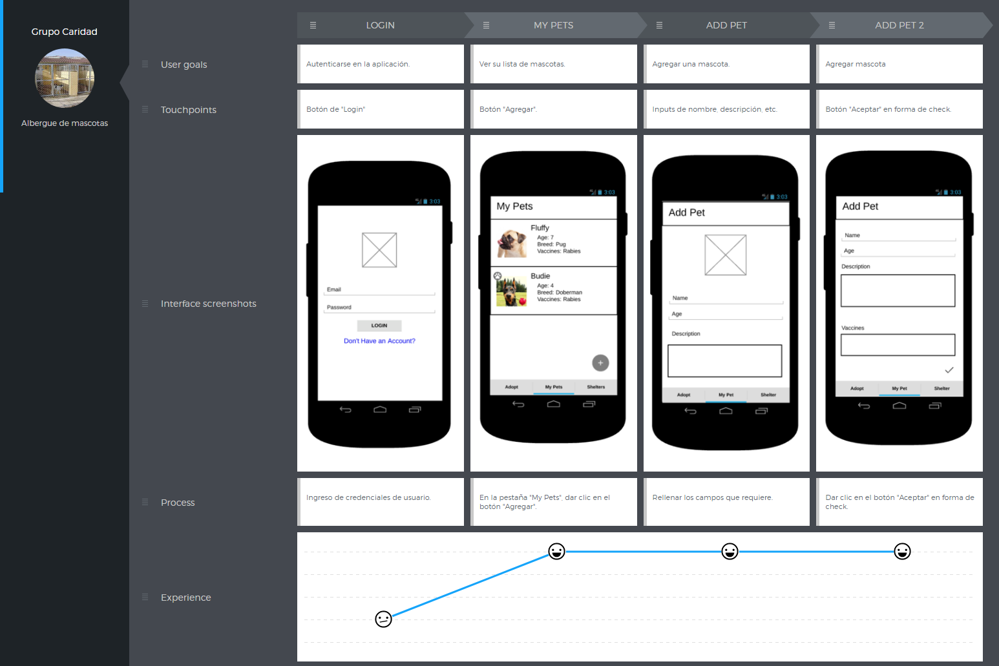 Grupo Caridad
Albergue de mascotas
LOGIN
MY PETS
ADD PET
ADD PET 2
User goals
Autenticarse en la aplicación.
Ver su lista de mascotas.
Agregar una mascota.
Agregar mascota
Touchpoints
Botón de "Login"
Botón "Agregar".
Inputs de nombre, descripción, etc.
Botón "Aceptar" en forma de check.
Interface screenshots
3:03
Email
Password
LOGIN
Don't Have an Account?
3:03
My Pets
Fluffy
Age: 7
Breed: Pug
Vaccines: Rabies
Budie
Age: 4
Breed: Doberman
Vaccines: Rabies
+
Adopt
My Pets
Shelters
3:03
Add Pet
Name
Age
Description
Adopt
My Pet
Shelter
3:03
Add Pet
Name
Age
Description
Vaccines
Adopt
My Pet
Shelter
Process
Ingreso de credenciales de usuario.
En la pestaña "My Pets", dar clic en el
botón "Agregar".
Rellenar los campos que requiere.
Dar clic en el botón "Aceptar" en forma de
check.
Experience